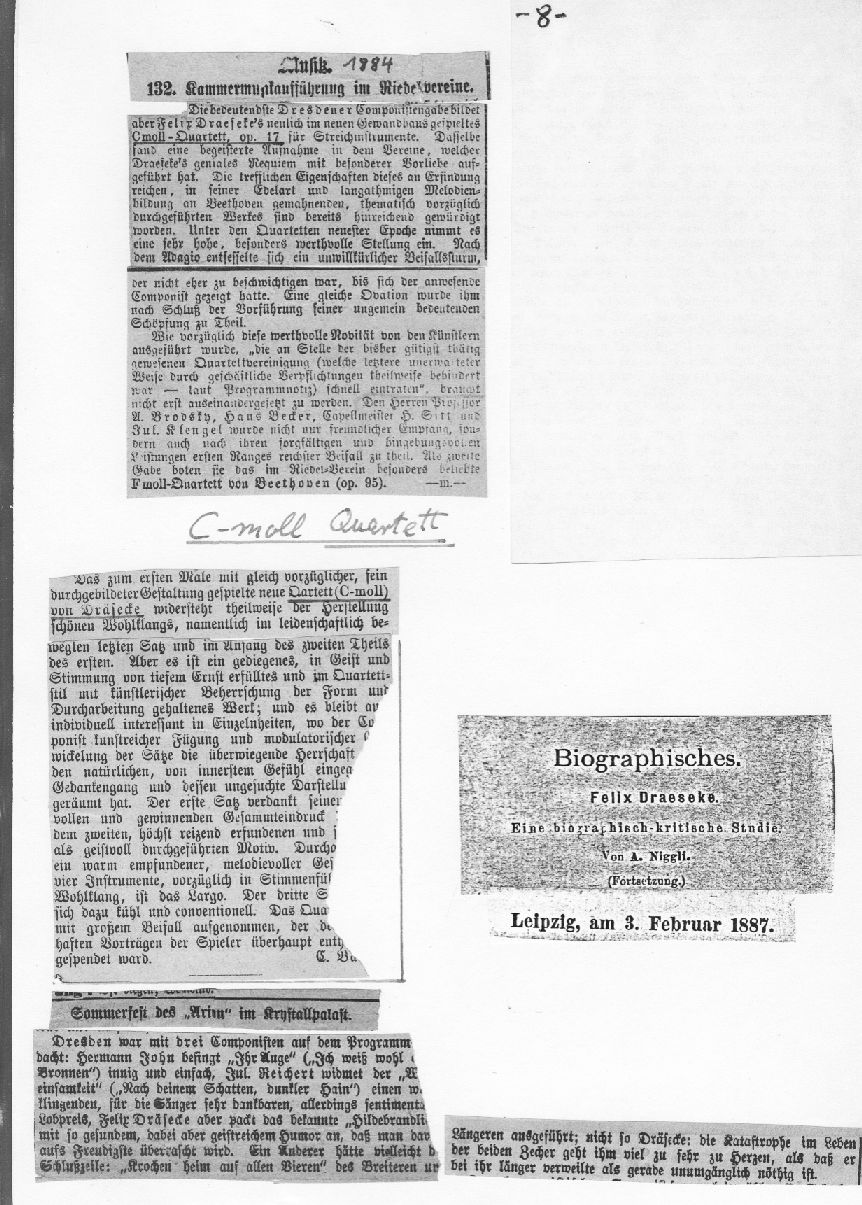 -8-
Musik. 1884
132. Kammermusikaufführung im Riedelvereine.
Die bedeutendste Dresdener Componistengabe bildet
aber Felix Draeseke's neulich im neuen Gewandhaus gespieltes
Cmoll-Quartett, op. 17 für Streichinstrumente. Dasselbe
fand eine begeisterte Aufnahme in dem Vereine, welcher
Draeseke's geniales Requiem mit besonderer Vorliebe auf-
geführt hat. Die trefflichen Eigenschaften dieses an Erfindung
reichen, in seiner Edelart und langathmigen Melodien-
bildung an Beethoven gemahnenden, thematisch vorzüglich
durchgeführten Werkes sind bereits hinreichend gewürdigt
worden. Unter den Quartetten neuester Epoche nimmt es
eine sehr hohe, besonders werthvolle Stellung ein. Nach
dem Adagio entfesselte sich ein unwillkürlicher Beifallssturm,
der nicht eher zu beschwichtigen war, bis sich der anwesende
Componist gezeigt hatte. Eine gleiche Ovation wurde ihm
nach Schluß der Vorführung seiner ungemein bedeutenden
Schöpfung zu Theil.
Wie vorzüglich diese werthvolle Novität von den Künstlern
ausgeführt wurde, „die an Stelle der bisher gütigst thätig
gewesenen Quartettvereinigung (welche letztere unerwarteter
Weise durch geschäftliche Verpflichtungen theilweise behindert
war — laut Programmnotiz) schnell eintraten“, braucht
nicht erst auseinandergesetzt zu werden. Den Herren Professor
A. Brodsky, Hans Becker, Capellmeister H. Sitt und
Jul. Klengel wurde nicht nur freundlicher Empfang, son-
dern auch nach ihren sorgfältigen und hingebungsvollen
Leistungen ersten Ranges reichster Beifall zu theil. Als zweite
Gabe boten sie das im Riedel-Verein besonders beliebte
Fmoll-Quartett von Beethoven (op. 95). —m.—
C-moll Quartett
Das zum ersten Male mit gleich vorzüglicher, fein
durchgebildeter Gestaltung gespielte neue Qartett (C-moll)
von Dräsecke widersteht theilweise der Herstellung
schönen Wohlklangs, namentlich im leidenschaftlich be-
wegten letzten Satz und im Anfang des zweiten Theils
des ersten. Aber es ist ein gediegenes, in Geist und
Stimmung von tiefem Ernst erfülltes und im Quartett-
stil mit künstlerischer Beherrschung der Form und
Durcharbeitung gehaltenes Werk; und es bleibt au
individuell interessant in Einzelnheiten, wo der Co
ponist kunstreicher Fügung und modulatorischer
wickelung der Sätze die überwiegende Herrschaft
den natürlichen, von innerstem Gefühl eingeg
Gedankengang und dessen ungesuchte Darstellu
geräumt hat. Der erste Satz verdankt seiner
vollen und gewinnenden Gesammteindruck
dem zweiten, höchst reizend erfundenen und
als geistvoll durchgeführten Motiv. Durcho
ein warm empfundener, melodievoller Ges
vier Instrumente, vorzüglich in Stimmenfül
Wohlklang, ist das Largo. Der dritte S
sich dazu kühl und conventionell. Das Qua
mit großem Beifall aufgenommen, der de
haften Vorträgen der Spieler überhaupt enth
gespendet ward. C. Ba
Biographisches.
Felix Draeseke.
Eine biographisch-kritische Studie.
Von A. Niggli.
(Fortsetzung.)
Leipzig, am 3. Februar 1887.
Sommerfest des „Arion“ im Krystallpalast.
Dresden war mit drei Componisten auf dem Programm
dacht: Hermann John besingt „Ihr Auge“ („Ich weiß wohl
Bronnen“) innig und einfach, Jul. Reichert widmet der „W
einsamkeit“ („Nach deinem Schatten, dunkler Hain“) einen w
klingenden, für die Sänger sehr dankbaren, allerdings sentimenta
Lobpreis, Felix Dräsecke aber packt das bekannte „Hildebrandli
mit so gesundem, dabei aber geistreichem Humor an, daß man dav
aufs Freudigste überrascht wird. Ein Anderer hätte vielleicht d
Schlußzeile: „Krochen heim auf allen Vieren“ des Breiteren un
Längeren ausgeführt; nicht so Dräsecke: die Katastrophe im Leben
der beiden Zecher geht ihm viel zu sehr zu Herzen, als daß er
bei ihr länger verweilte als gerade unumgänglich nöthig ist.